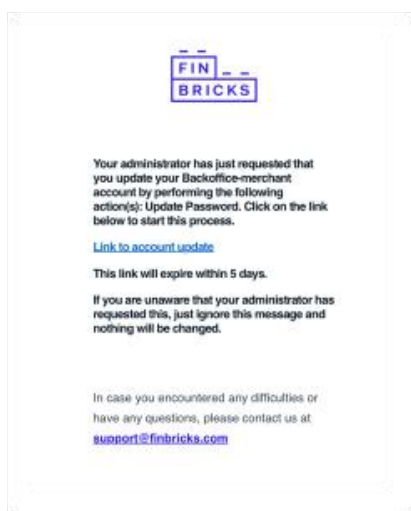 FIN
BRICKS
Your administrator has just requested that
you update your Backoffice-merchant
account by performing the following
action(s): Update Password. Click on the link
below to start this process.
Link to account update
This link will expire within 5 days.
If you are unaware that your administrator has
requested this, just ignore this message and
nothing will be changed.
In case you encountered any difficulties or
have any questions, please contact us at
support@finbricks.com